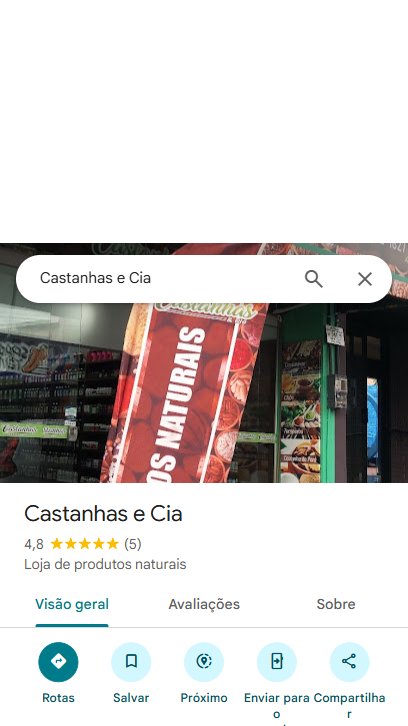 Castanhas e Cia
Castanhas
OS NATURAIS
Castanhas e Cia
4,8 (5)
Loja de produtos naturais
Visão geral
Avaliações
Sobre
Rotas
Salvar
Próximo
Enviar para
o
Compartilha
r